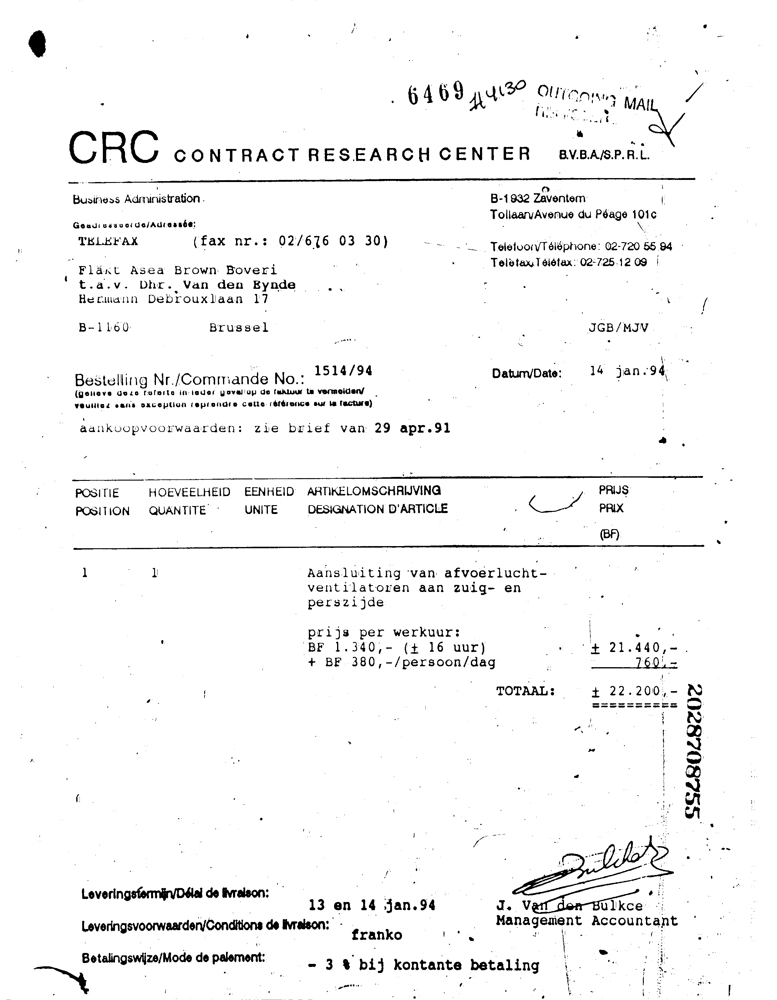 6469 #4130 OUTGOING MAIL
CRC CONTRACT RESEARCH CENTER B.V.B.A./S.P.R.L.
Business Administration
B-1932 Zaventem
Tollaan/Avenue du Péage 101c
Geadresseerde/Adressée:
TELEFAX (fax nr.: 02/676 03 30)
Telefoon/Téléphone: 02-720 55 94
Telefax/Téléfax: 02-725 12 09
Fläkt Asea Brown Boveri
t.a.v. Dhr. Van den Eynde
Hermann Debrouxlaan 17
B-1160 Brussel
JGB/MJV
Bestelling Nr./Commande No.: 1514/94
Datum/Date: 14 jan.94
(gelieve deze referte in ieder geval op de faktuur te vermelden/
veuillez sans exception reprendre cette référence sur la facture)
aankoopvoorwaarden: zie brief van 29 apr.91
POSITIE HOEVEELHEID EENHEID ARTIKELOMSCHRIJVING PRIJS
POSITION QUANTITE UNITE DESIGNATION D'ARTICLE PRIX
(BF)
1 1 Aansluiting van afvoerlucht-
ventilatoren aan zuig- en
perszijde
prijs per werkuur:
BF 1.340,- (± 16 uur) ± 21.440,-
+ BF 380,-/persoon/dag 760,-
TOTAAL: ± 22.200,-
==========
2028708755
Leveringstermijn/Délai de livraison:
13 en 14 jan.94
J. Van den Bulkce
Management Accountant
Leveringsvoorwaarden/Conditions de livraison:
franko
Betalingswijze/Mode de paiement:
- 3 % bij kontante betaling